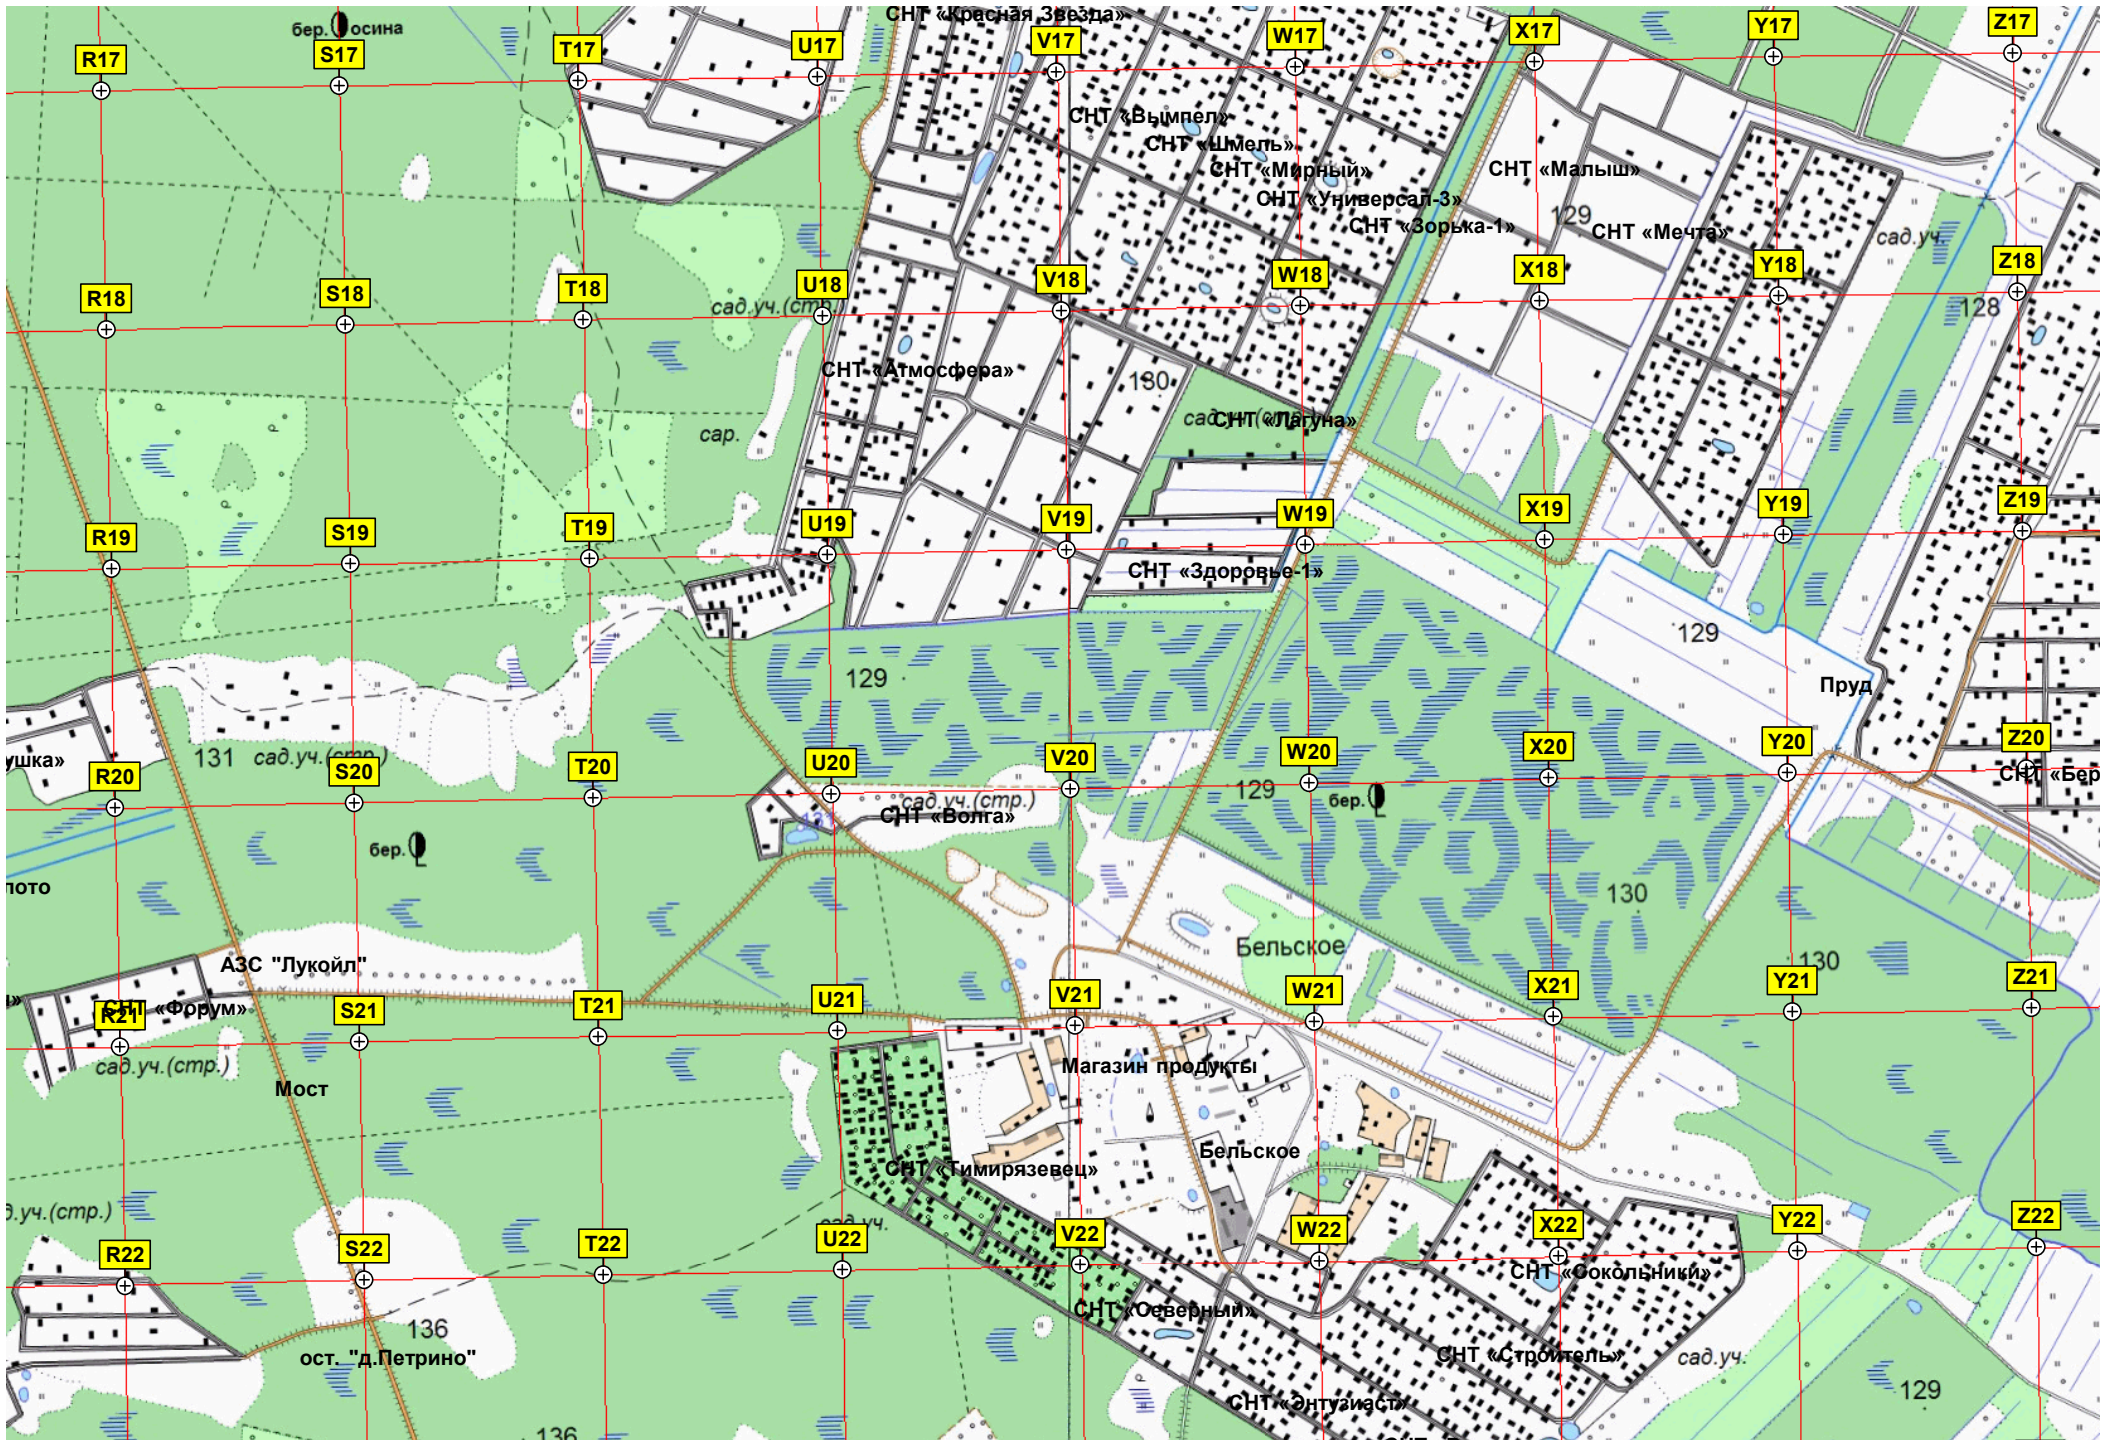 СНТ «Красная Звезда»
бер. осина
R17
S17
T17
U17
V17
W17
X17
Y17
Z17
СНТ «Вымпел»
СНТ «Шмель»
СНТ «Мирный»
СНТ «Малыш»
СНТ «Универсал-3»
129
СНТ «Зорька-1»
СНТ «Мечта»
сад.уч.
R18
S18
T18
U18
V18
W18
X18
Y18
Z18
сад.уч.(стр.
128
СНТ «Атмосфера»
130
сад.уч.(стр.)
СНТ «Лагуна»
сар.
R19
S19
T19
U19
V19
W19
X19
Y19
Z19
СНТ «Здоровье-1»
129
129
Пруд
131
сад.уч.(стр.)
ушка»
R20
S20
T20
U20
V20
W20
X20
Y20
Z20
СНТ «Бер
129
бер.
сад.уч.(стр.)
СНТ «Волга»
131
бер.
лото
130
Бельское
130
АЗС "Лукойл"
СНТ «Форум»
R21
S21
T21
U21
V21
W21
X21
Y21
Z21
сад.уч.(стр.)
Магазин продукты
Мост
Бельское
СНТ «Тимирязевец»
д.уч.(стр.)
сад.уч.
R22
S22
T22
U22
V22
W22
X22
Y22
Z22
СНТ «Сокольники»
СНТ «Северный»
136
ост. "д.Петрино"
СНТ «Строитель»
сад.уч.
129
СНТ «Энтузиаст»
136